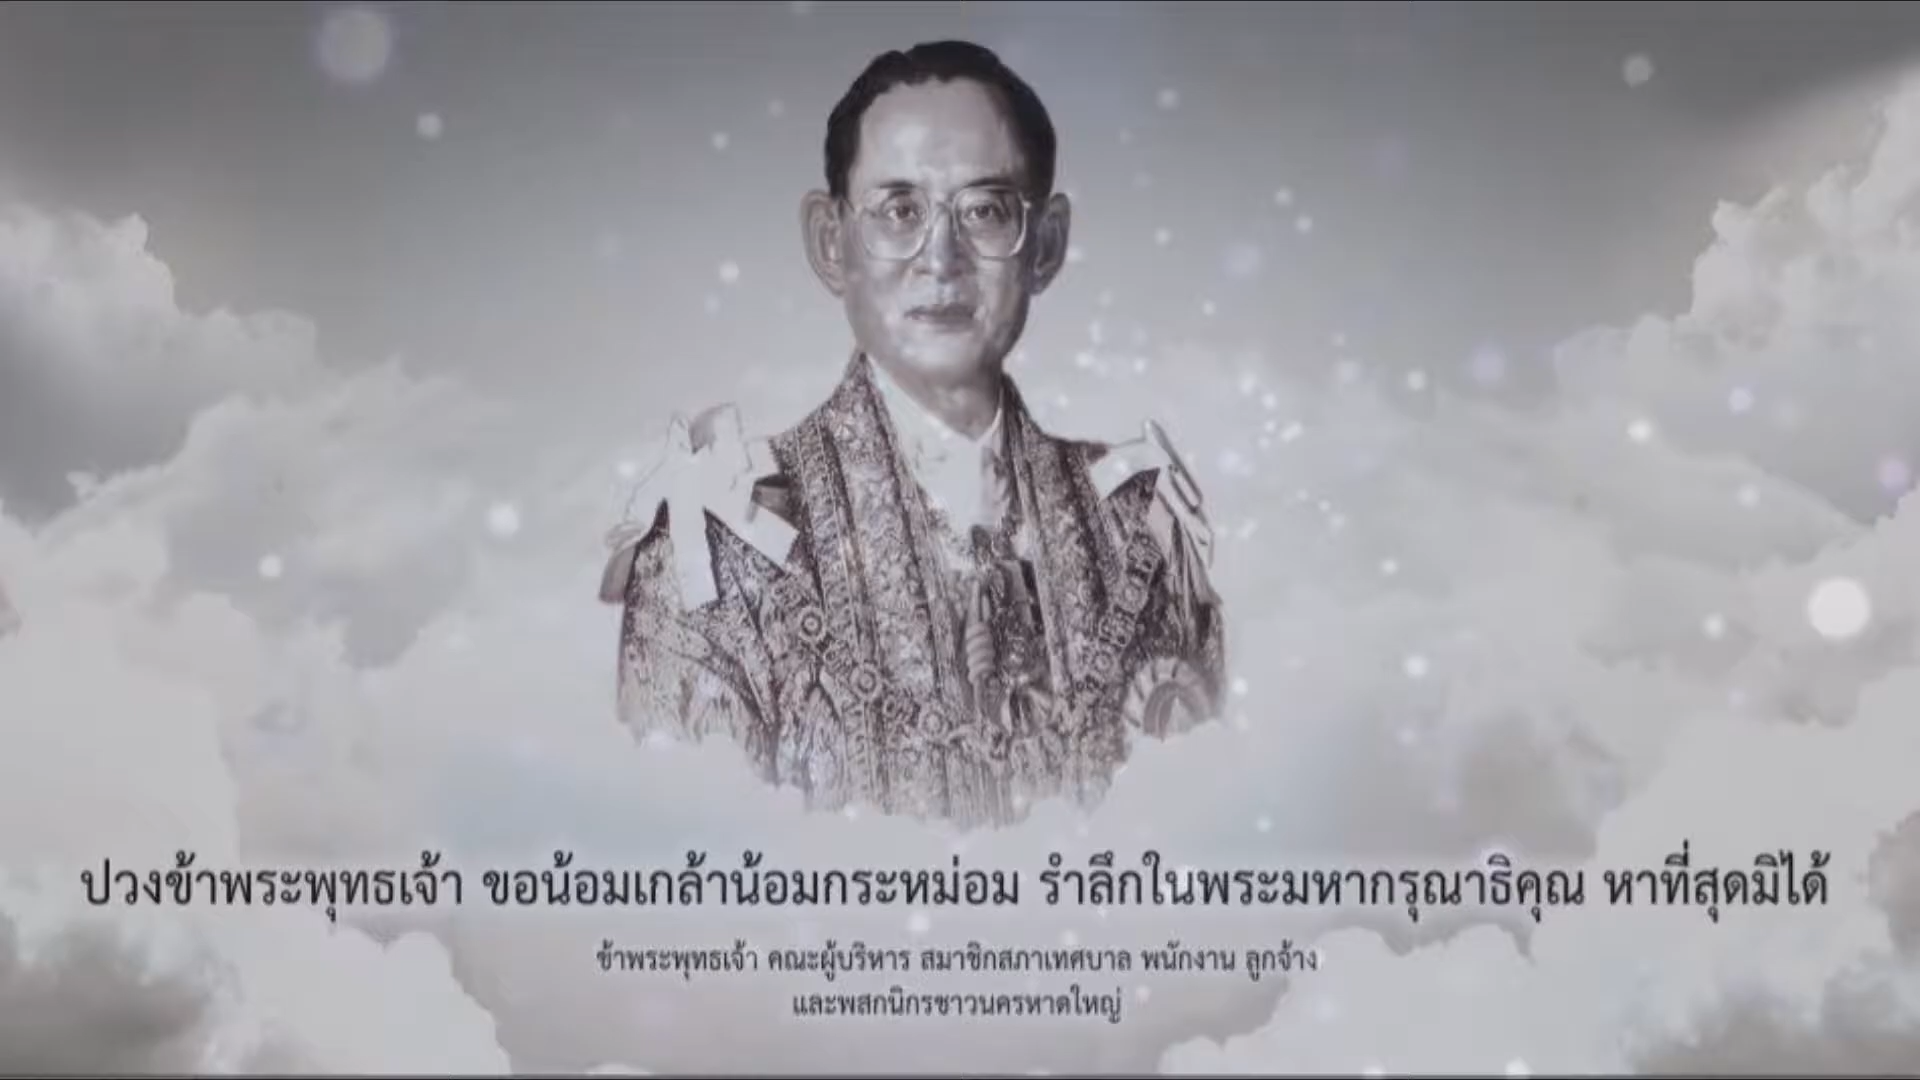 ปวงข้าพระพุทธเจ้า ขอน้อมเกล้าน้อมกระหม่อม รำลึกในพระมหากรุณาธิคุณ หาที่สุดมิได้
ข้าพระพุทธเจ้า คณะผู้บริหาร สมาชิกสภาเทศบาล พนักงาน ลูกจ้าง
และพสกนิกรชาวนครหาดใหญ่